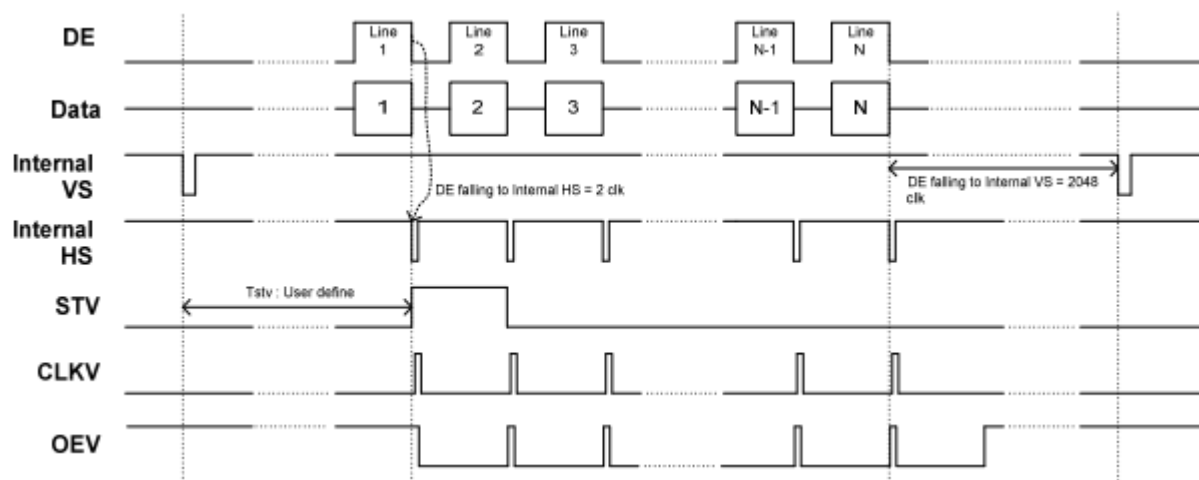 DE
Line
1
Line
2
Line
3
Line
N-1
Line
N
Data
1
2
3
N-1
N
Internal
VS
DE falling to Internal HS = 2 clk
DE falling to Internal VS = 2048
clk
Internal
HS
Tstv : User define
STV
CLKV
OEV